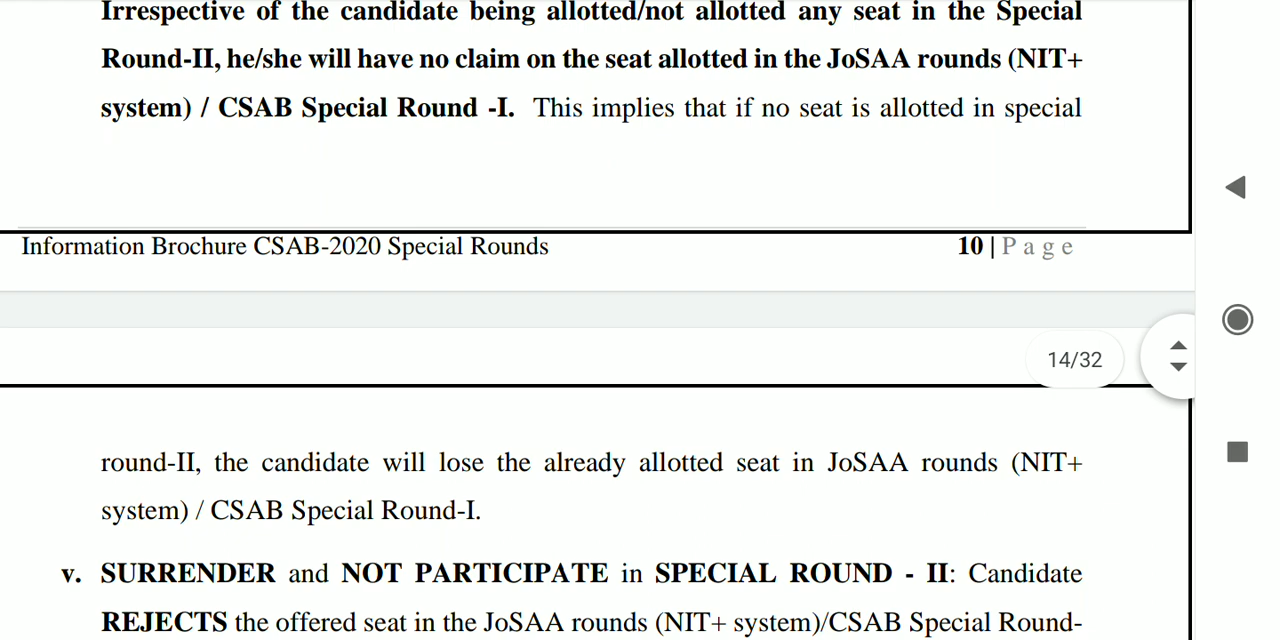 Irrespective of the candidate being allotted/not allotted any seat in the Special
Round-II, he/she will have no claim on the seat allotted in the JoSAA rounds (NIT+
system) / CSAB Special Round -I. This implies that if no seat is allotted in special
Information Brochure CSAB-2020 Special Rounds 10 | P a g e
14/32
round-II, the candidate will lose the already allotted seat in JoSAA rounds (NIT+
system) / CSAB Special Round-I.
v. SURRENDER and NOT PARTICIPATE in SPECIAL ROUND - II: Candidate
REJECTS the offered seat in the JoSAA rounds (NIT+ system)/CSAB Special Round-